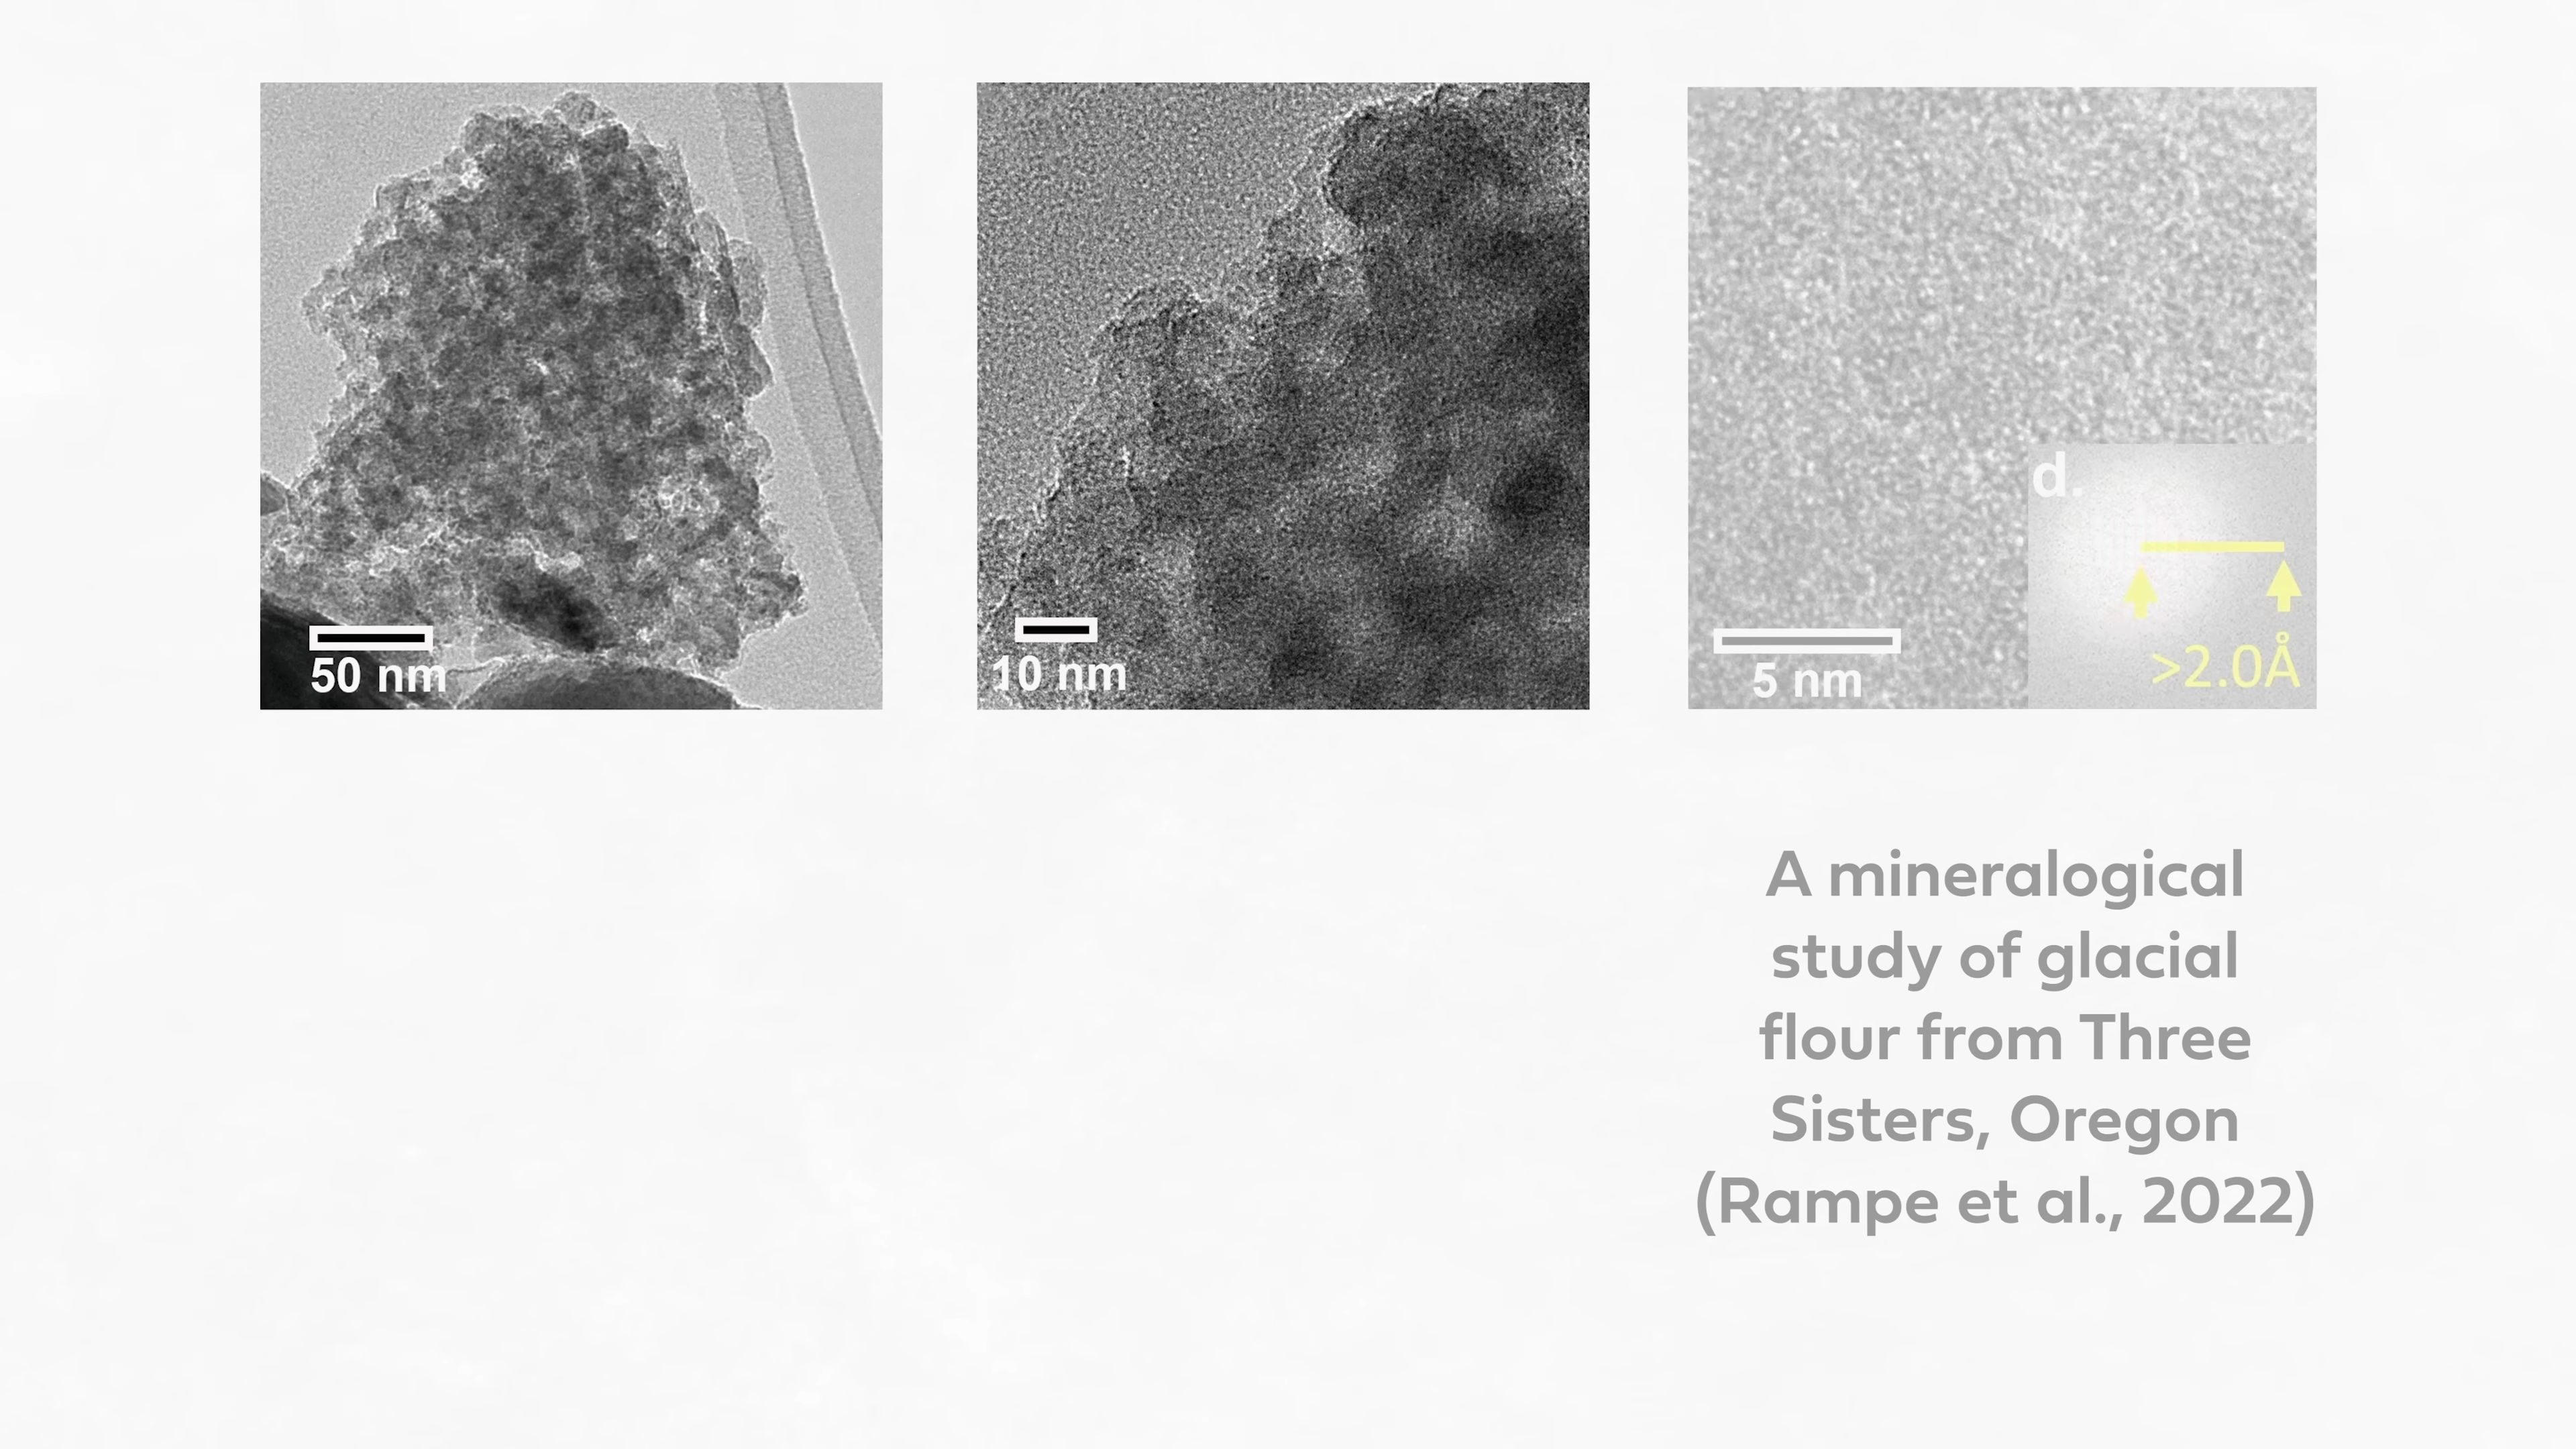 50 nm
10 nm
d.
>2.0Å
5 nm
A mineralogical
study of glacial
flour from Three
Sisters, Oregon
(Rampe et al., 2022)